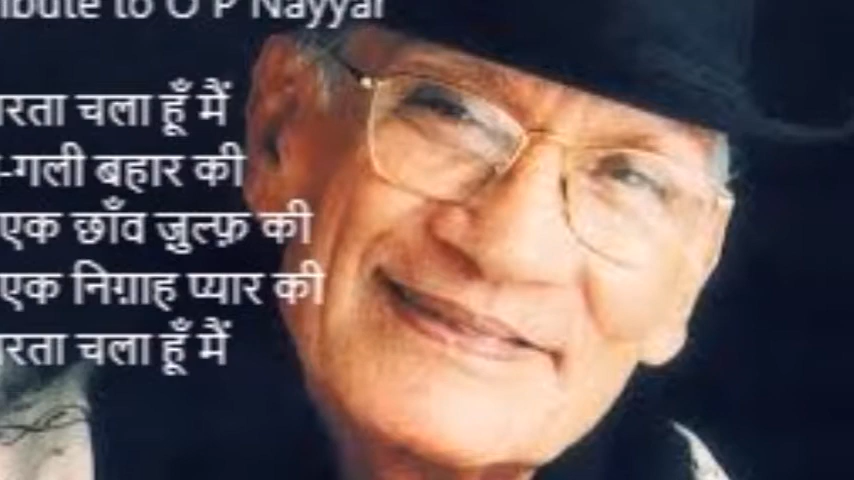 ibute to O P Nayyar
रता चला हूँ मैं
-गली बहार की
एक छाँव ज़ुल्फ़ की
एक निग़ाह प्यार की
रता चला हूँ मैं